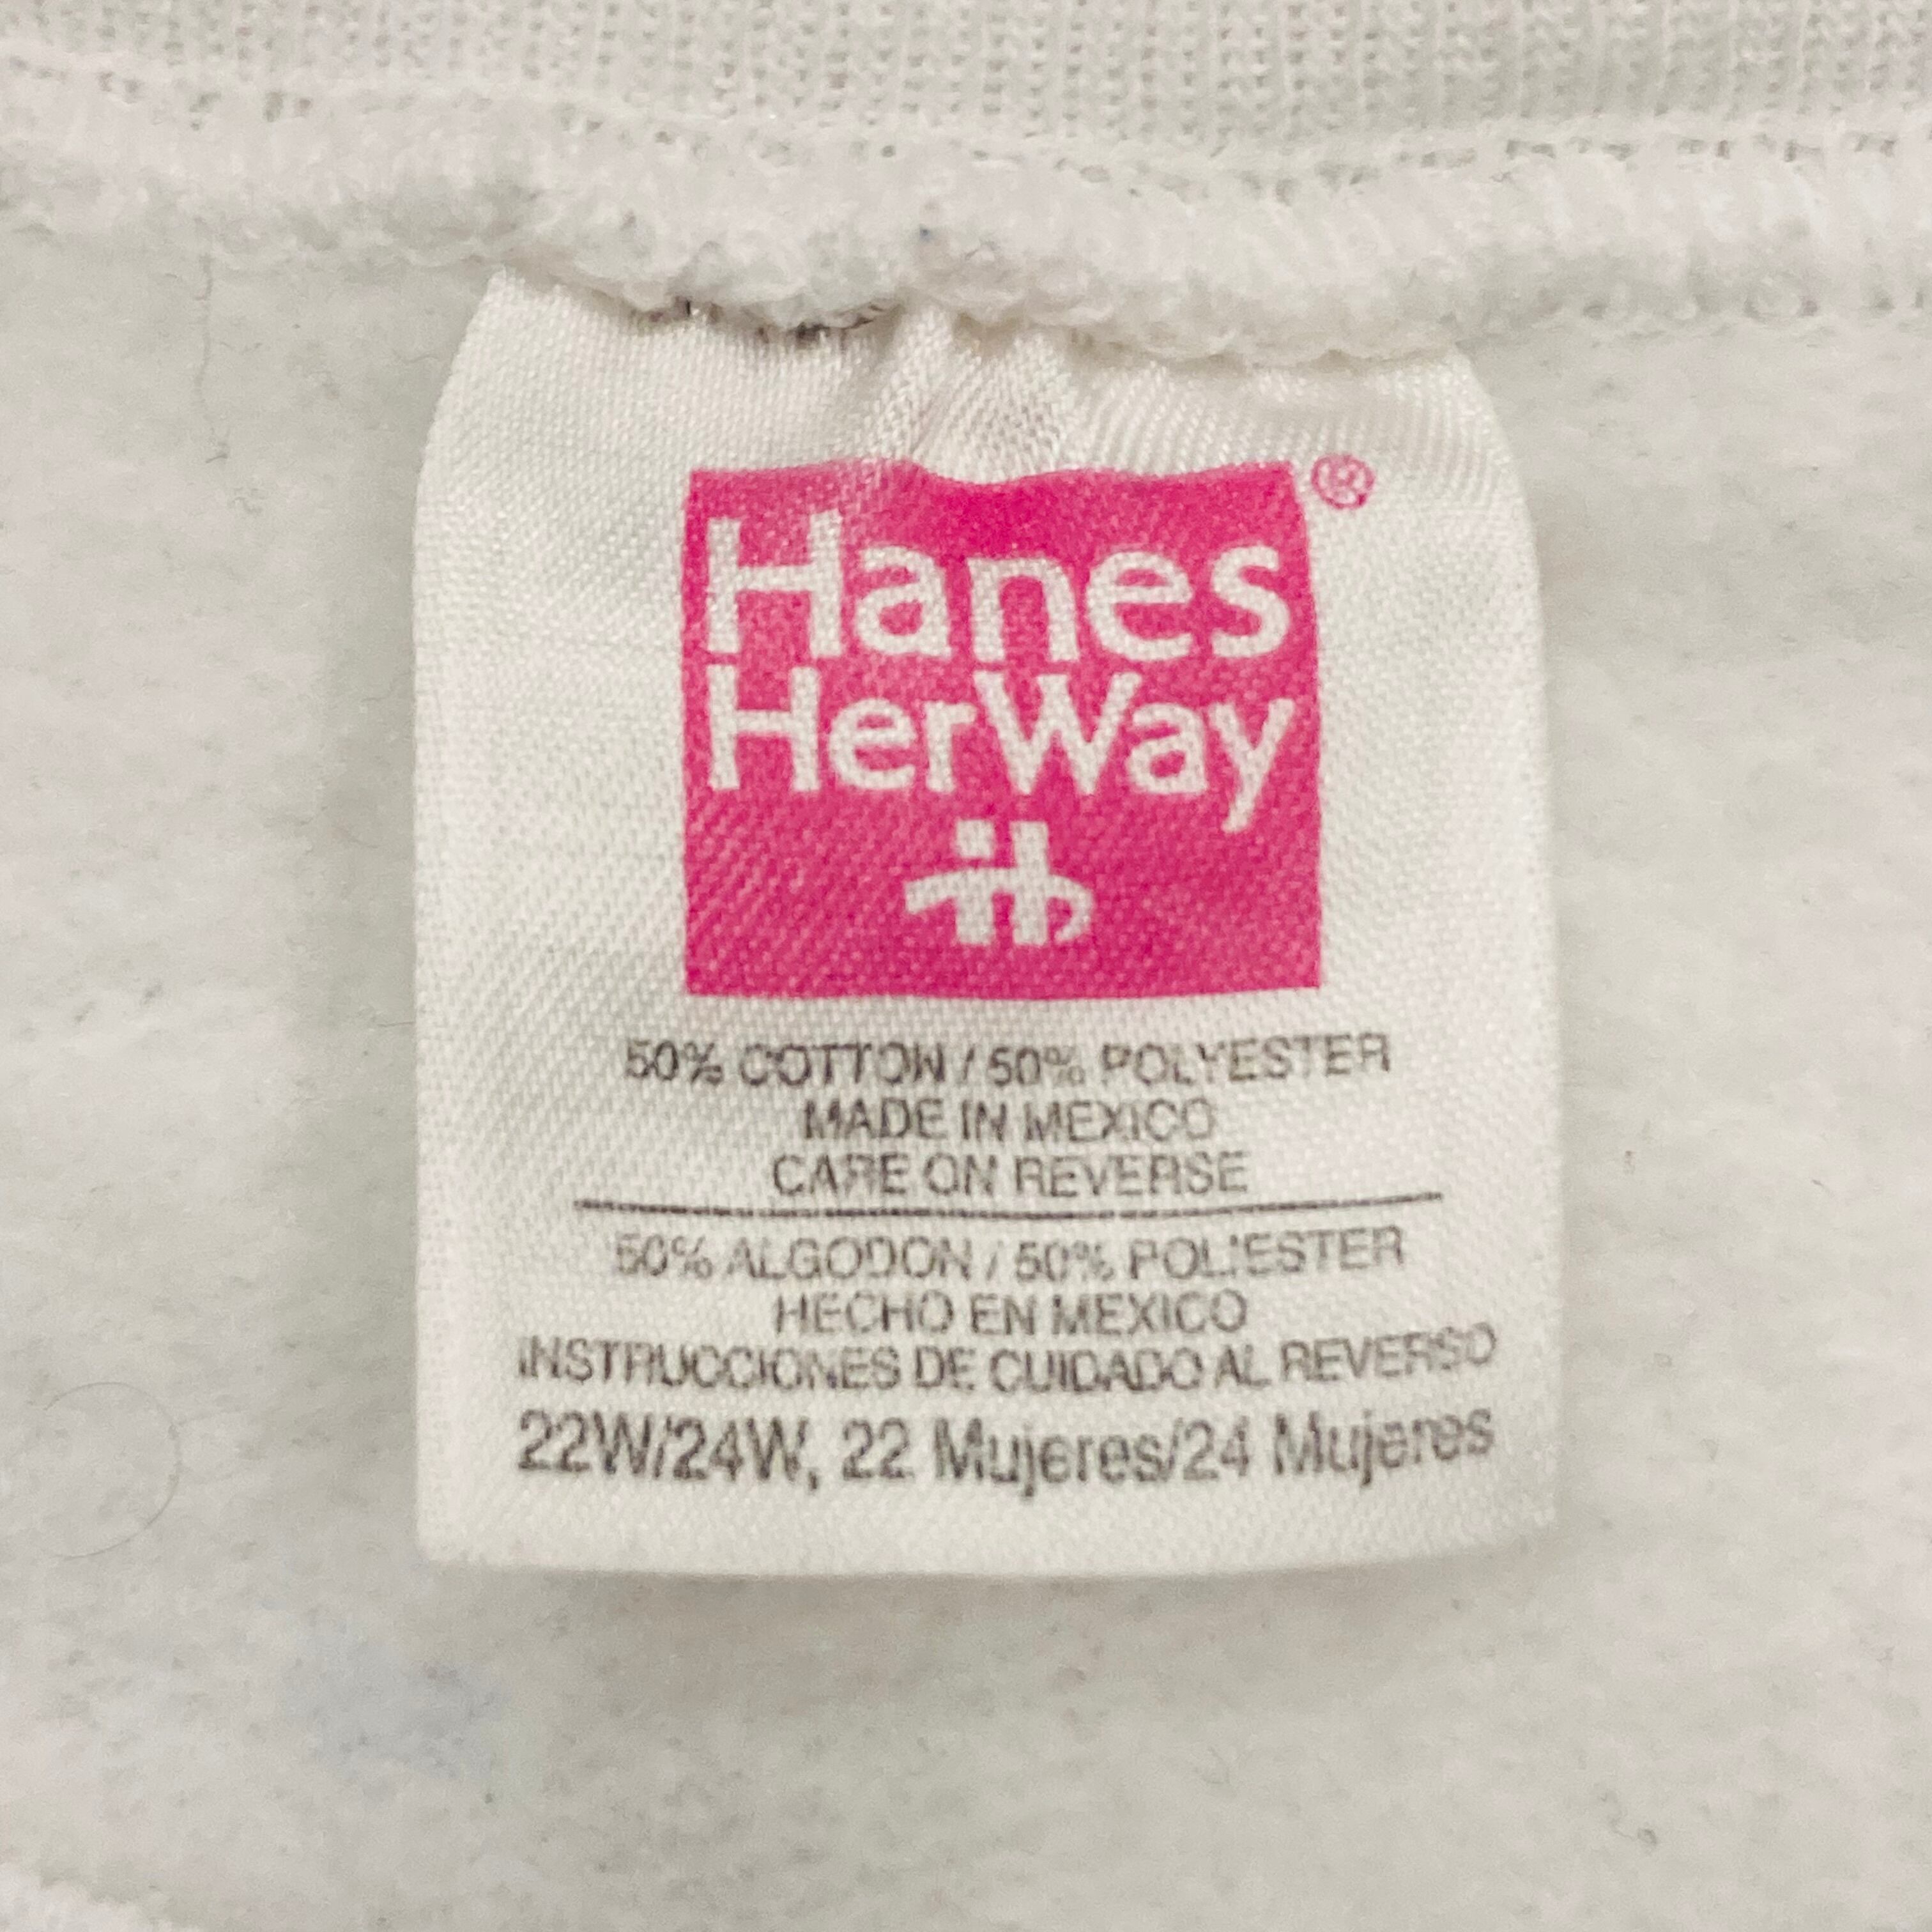 Hanes
HerWay
®
50% COTTON / 50% POLYESTER
MADE IN MEXICO
CARE ON REVERSE
50% ALGODON / 50% POLIESTER
HECHO EN MEXICO
INSTRUCCIONES DE CUIDADO AL REVERSO
22W/24W, 22 Mujeres/24 Mujeres